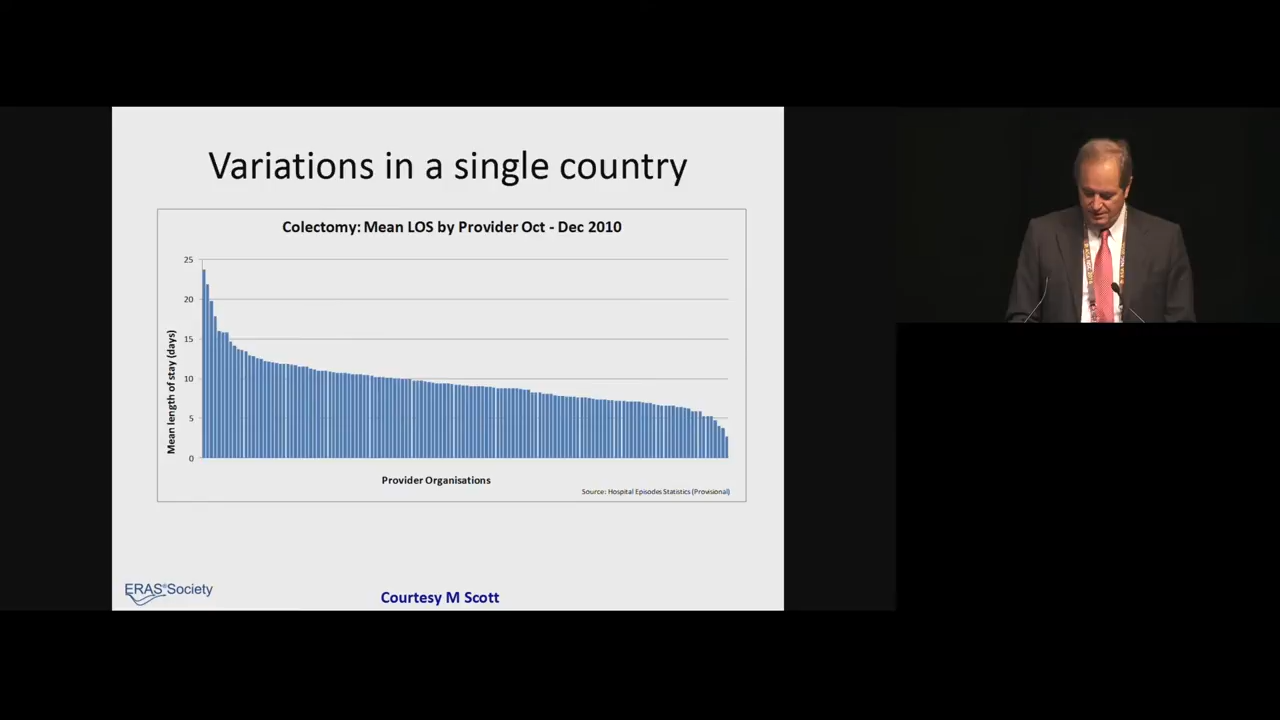 Variations in a single country
Colectomy: Mean LOS by Provider Oct - Dec 2010
Mean length of stay (days)
25
20
15
10
5
0
Provider Organisations
Source: Hospital Episodes Statistics (Provisional)
ERAS®Society
Courtesy M Scott